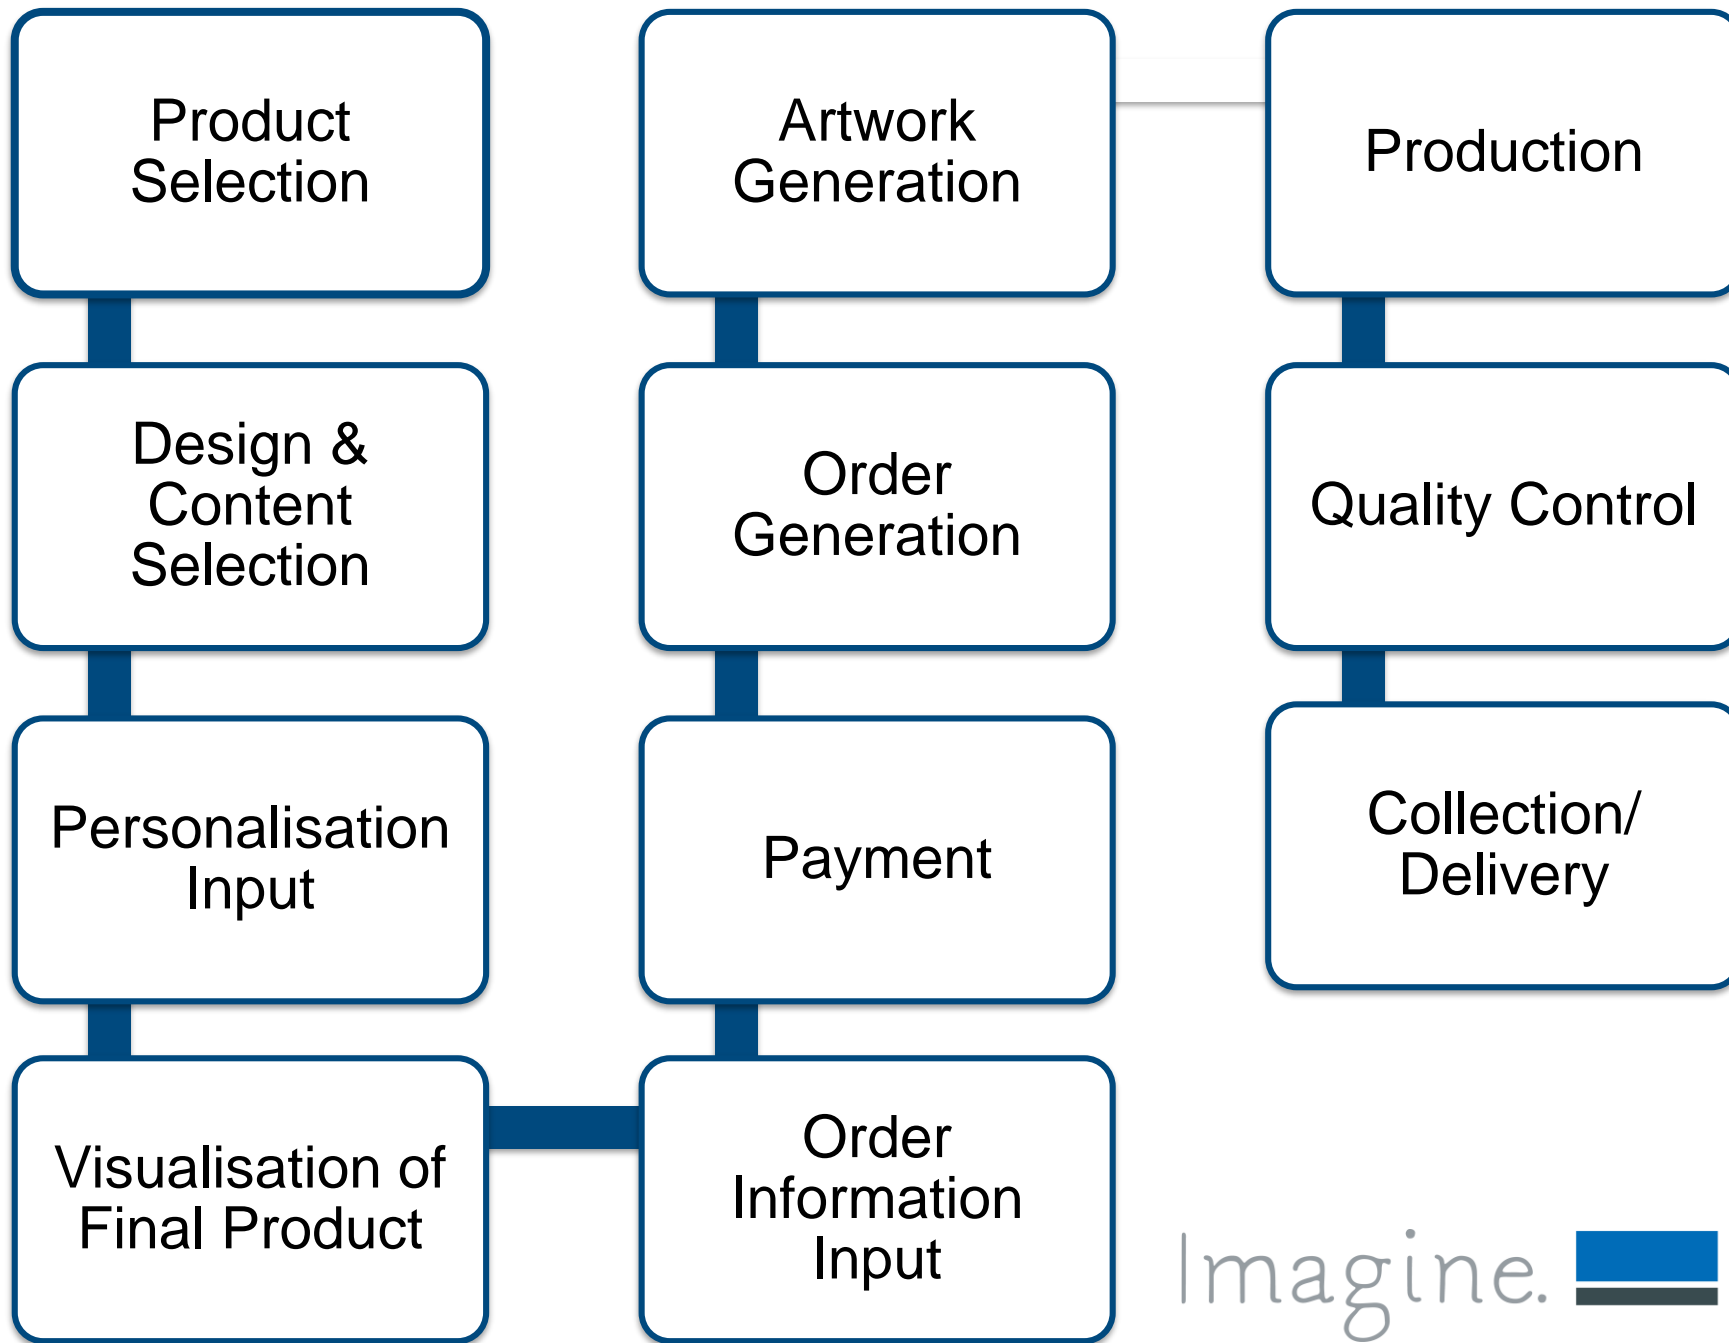 Product
Selection
Design &
Content
Selection
Personalisation
Input
Visualisation of
Final Product
Order
Information
Input
Payment
Order
Generation
Artwork
Generation
Production
Quality Control
Collection/
Delivery
Imagine.